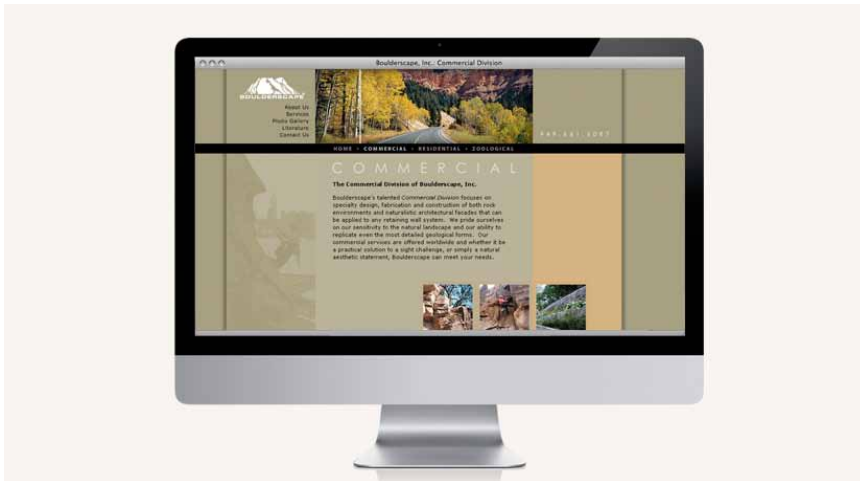 Boulderscape, Inc.: Commercial Division
BOULDERSCAPE
About Us
Services
Photo Gallery
Literature
Contact Us
949.661.5087
HOME • COMMERCIAL • RESIDENTIAL • ZOOLOGICAL
COMMERCIAL
The Commercial Division of Boulderscape, Inc.
Boulderscape's talented Commercial Division focuses on
specialty design, fabrication and construction of both rock
environments and naturalistic architectural facades that can
be applied to any retaining wall system. We pride ourselves
on our sensitivity to the natural landscape and our ability to
replicate even the most detailed geological forms. Our
commercial services are offered worldwide and whether it be
a practical solution to a sight challenge, or simply a natural
aesthetic statement, Boulderscape can meet your needs.